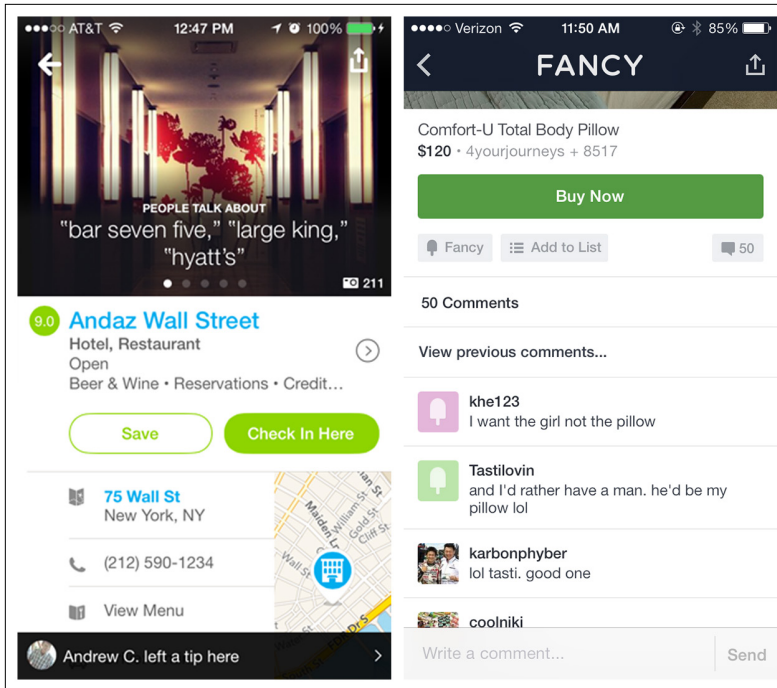 AT&T 12:47 PM 100%
PEOPLE TALK ABOUT
"bar seven five," "large king,"
"hyatt's"
211
9.0 Andaz Wall Street
Hotel, Restaurant
Open
Beer & Wine • Reservations • Credit...
Save Check In Here
75 Wall St
New York, NY
(212) 590-1234
View Menu
Maiden Ln
William St
Gold St
Cliff St
Wall St
FDR Dr S
Andrew C. left a tip here
Verizon 11:50 AM 85%
FANCY
Comfort-U Total Body Pillow
$120 • 4yourjourneys + 8517
Buy Now
Fancy Add to List 50
50 Comments
View previous comments...
khe123
I want the girl not the pillow
Tastilovin
and I'd rather have a man. he'd be my
pillow lol
karbonphyber
lol tasti. good one
coolniki
Write a comment... Send